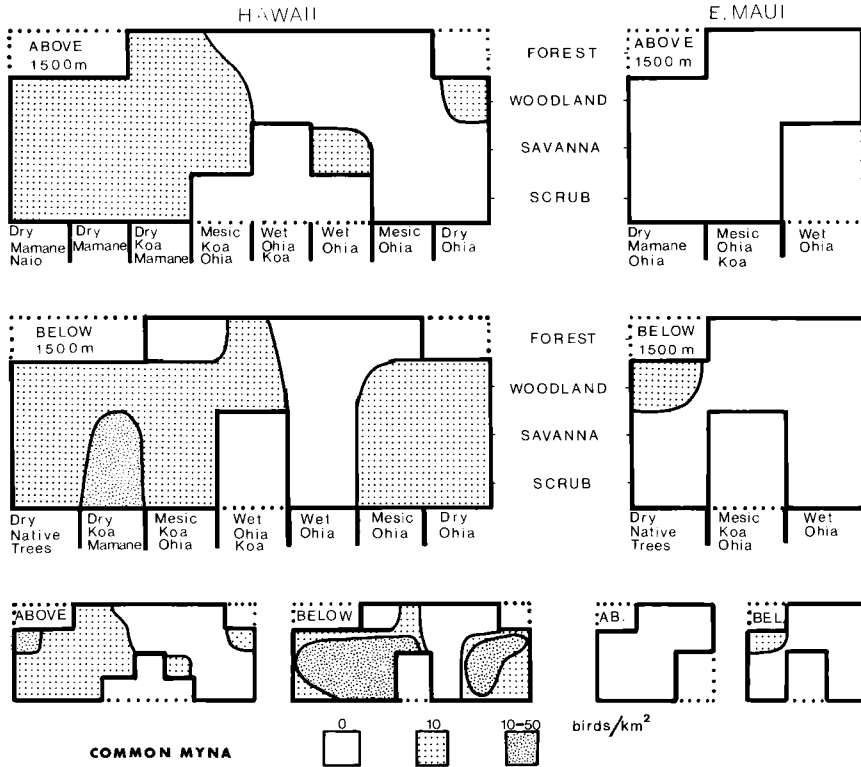 HAWAII
E. MAUI
ABOVE
1500m
FOREST
WOODLAND
SAVANNA
SCRUB
ABOVE
1500m
Dry
Mamane
Naio
Dry
Mamane
Dry
Koa
Mamane
Mesic
Koa
Ohia
Wet
Ohia
Koa
Wet
Ohia
Mesic
Ohia
Dry
Ohia
Dry
Mamane
Ohia
Mesic
Ohia
Koa
Wet
Ohia
BELOW
1500m
FOREST
WOODLAND
SAVANNA
SCRUB
BELOW
1500m
Dry
Native
Trees
Dry
Koa
Mamane
Mesic
Koa
Ohia
Wet
Ohia
Koa
Wet
Ohia
Mesic
Ohia
Dry
Ohia
Dry
Native
Trees
Mesic
Koa
Ohia
Wet
Ohia
ABOVE
BELOW
AB.
BEL.
0
10
10-50
birds/km²
COMMON MYNA